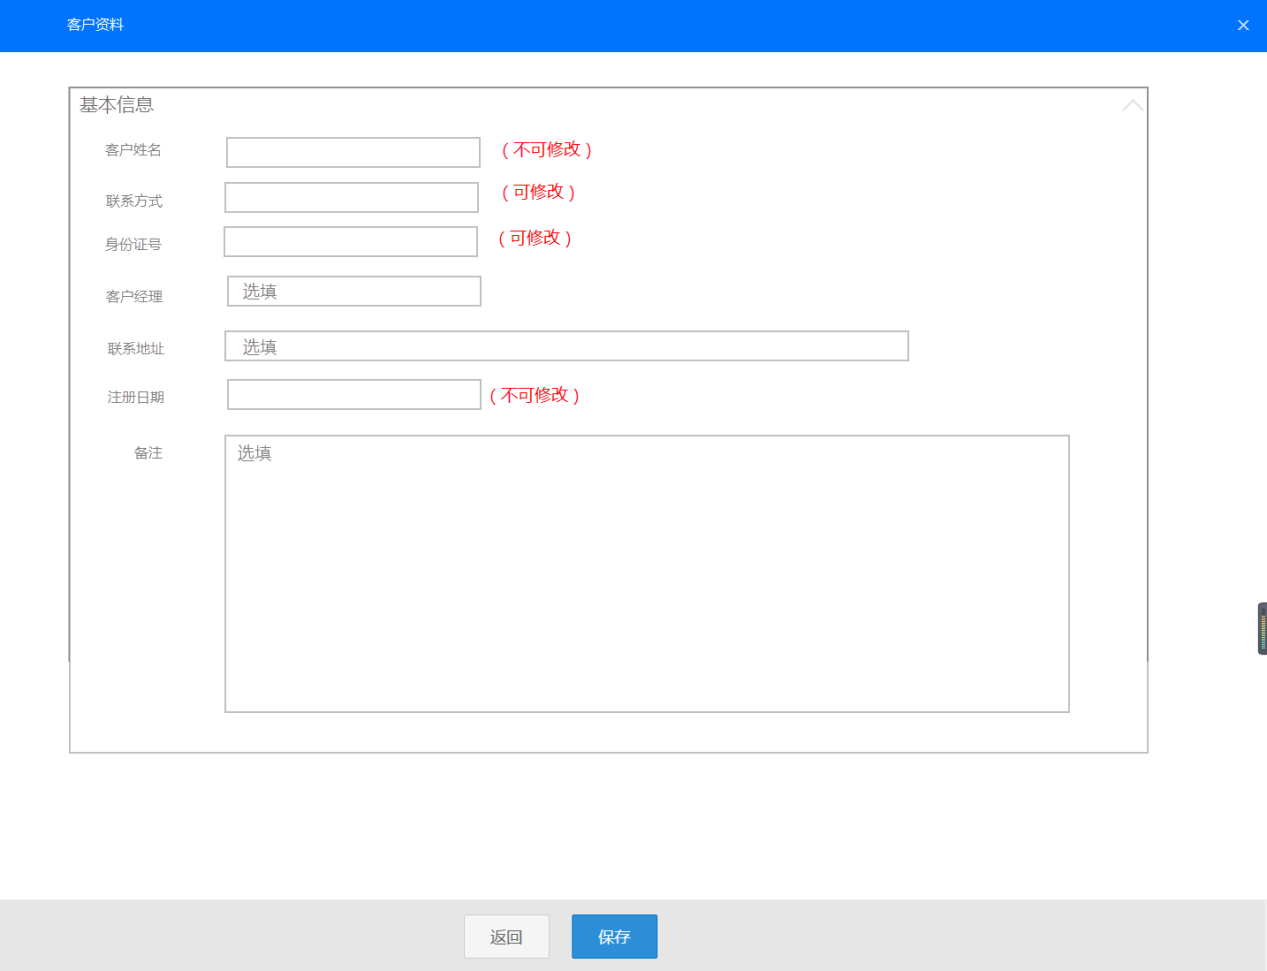 客户资料
基本信息
客户姓名 （不可修改）
联系方式 （可修改）
身份证号 （可修改）
客户经理 选填
联系地址 选填
注册日期 （不可修改）
备注 选填
返回 保存